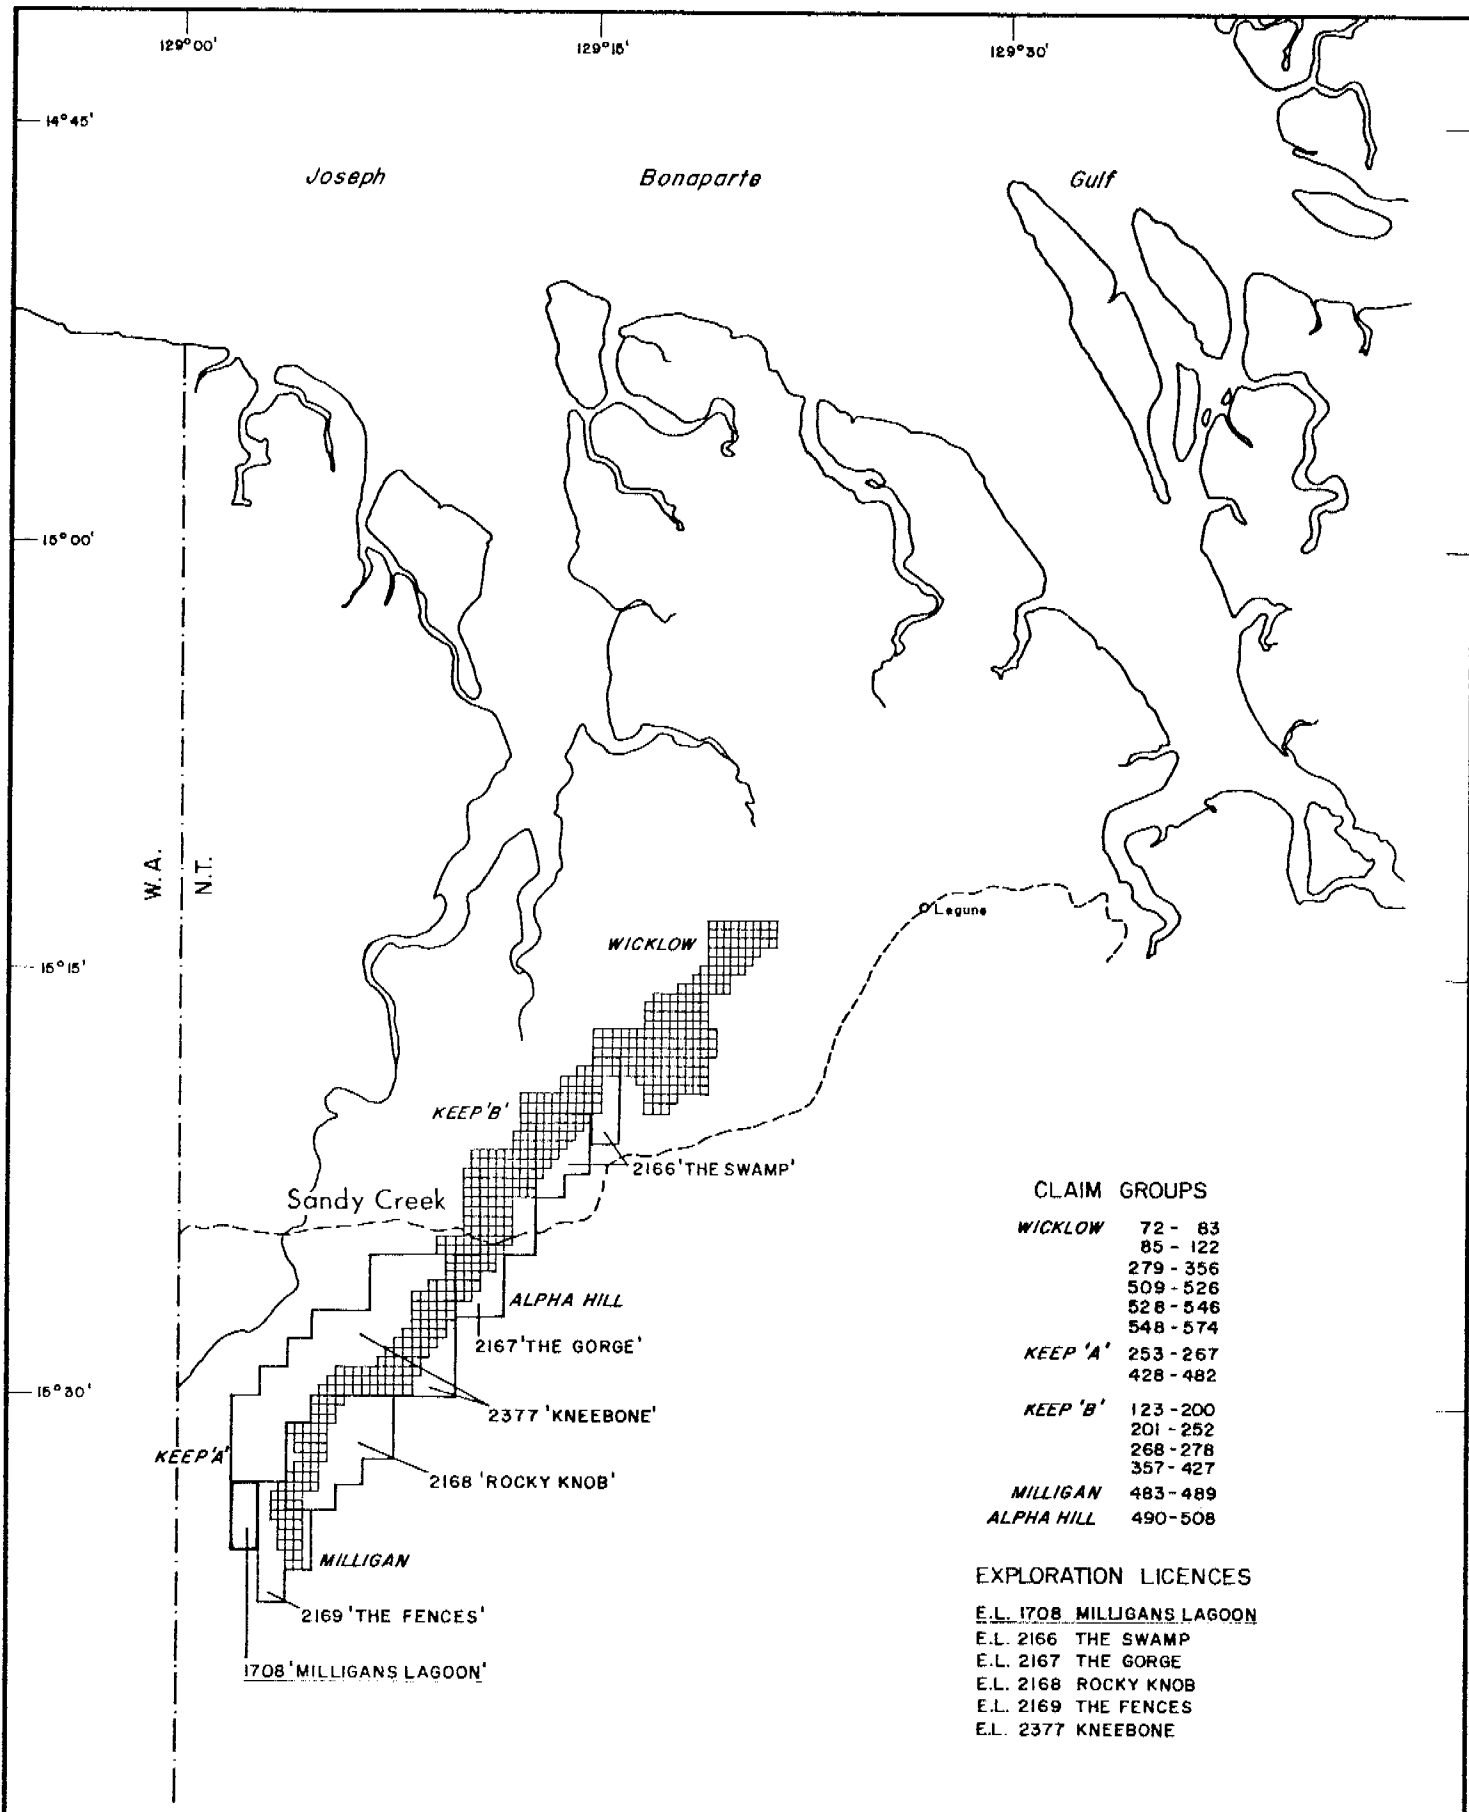 129°00'
129°15'
129°30'
14°45'
Joseph Bonaparte Gulf
15°00'
W.A.
N.T.
Legune
WICKLOW
15°15'
KEEP 'B'
2166 'THE SWAMP'
Sandy Creek
ALPHA HILL
2167 'THE GORGE'
15°30'
2377 'KNEEBONE'
KEEP 'A'
2168 'ROCKY KNOB'
MILLIGAN
2169 'THE FENCES'
1708 'MILLIGANS LAGOON'
CLAIM GROUPS
WICKLOW 72 - 83
85 - 122
279 - 356
509 - 526
528 - 546
548 - 574
KEEP 'A' 253 - 267
428 - 482
KEEP 'B' 123 - 200
201 - 252
268 - 278
357 - 427
MILLIGAN 483 - 489
ALPHA HILL 490 - 508
EXPLORATION LICENCES
E.L. 1708 MILLIGANS LAGOON
E.L. 2166 THE SWAMP
E.L. 2167 THE GORGE
E.L. 2168 ROCKY KNOB
E.L. 2169 THE FENCES
E.L. 2377 KNEEBONE